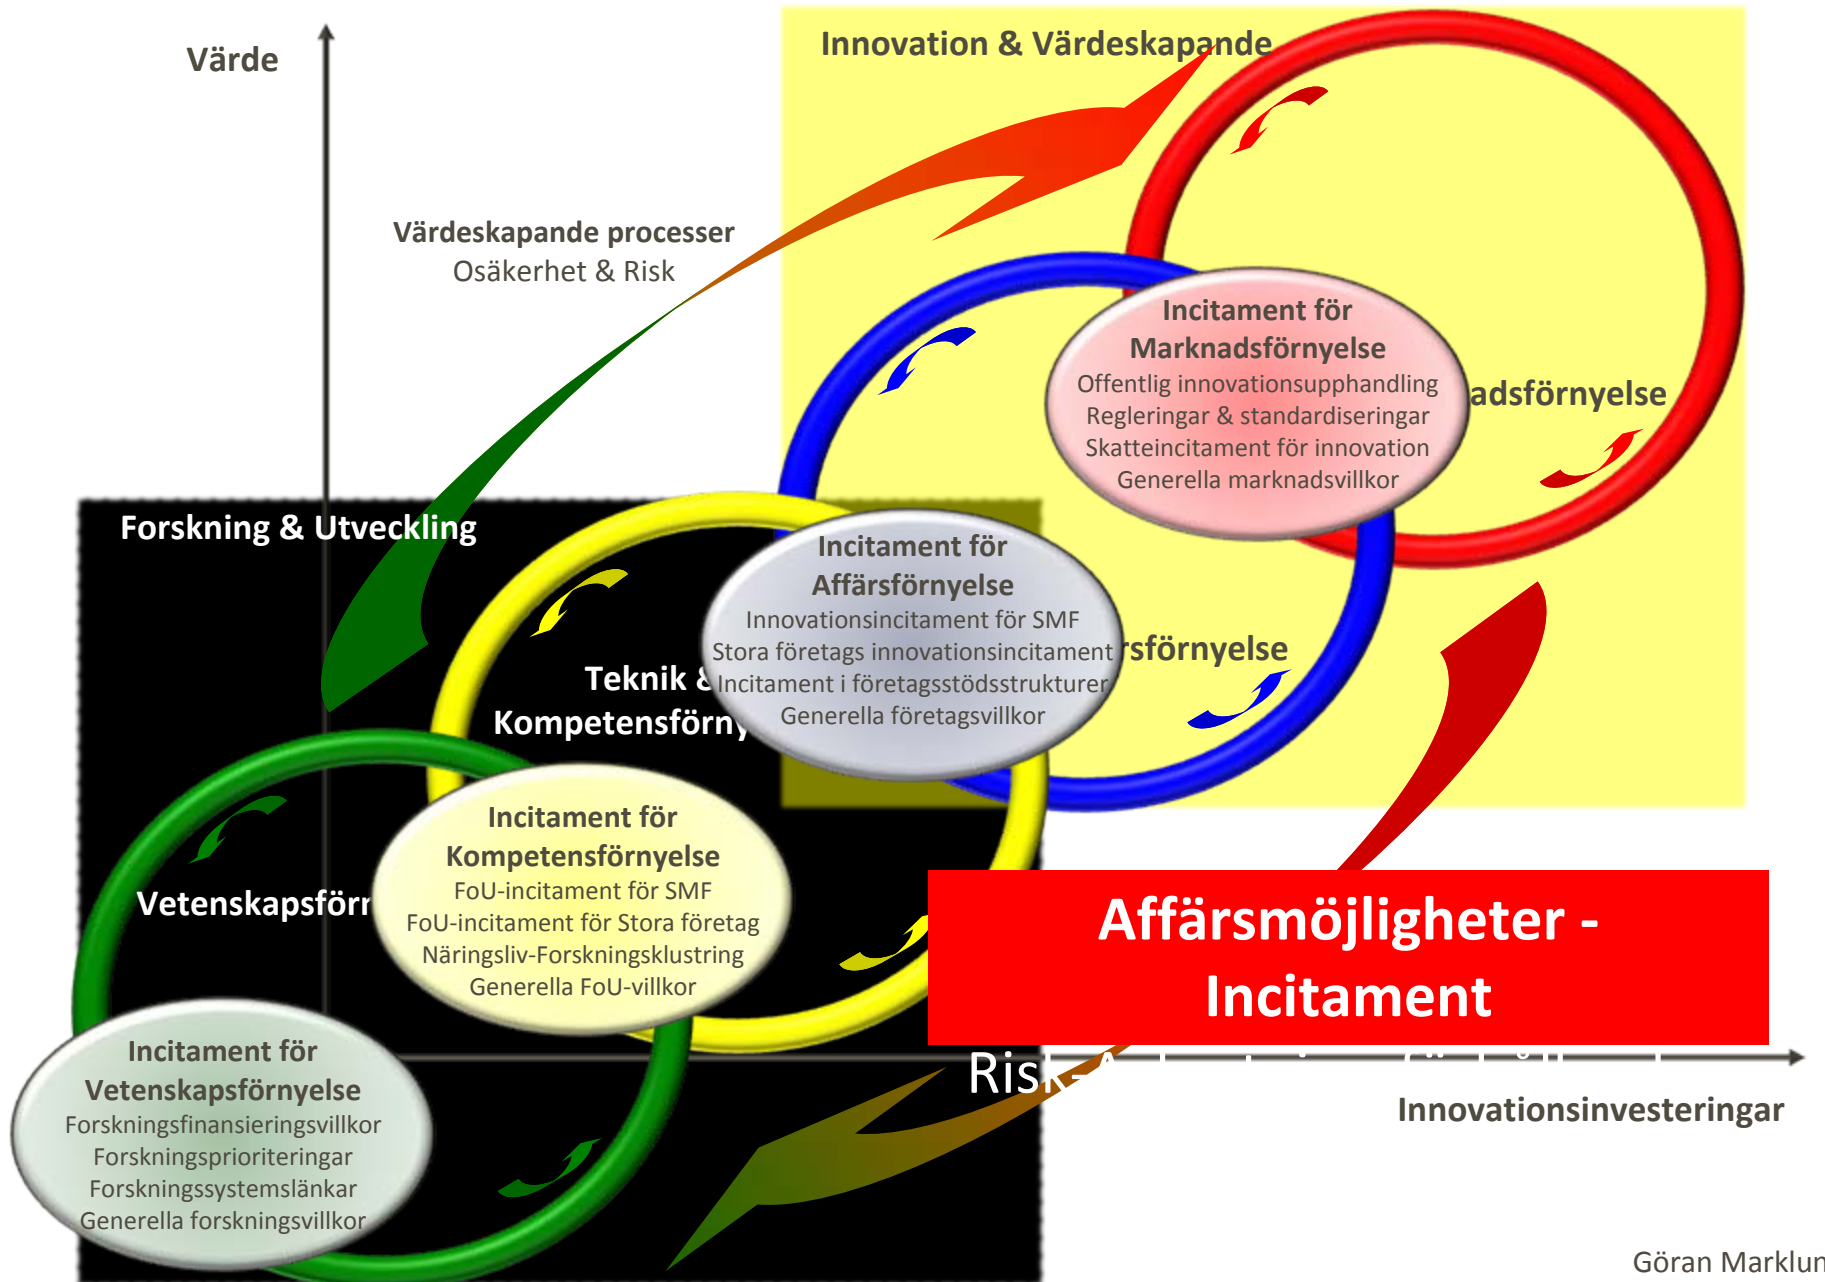 Värde
Innovation & Värdeskapande
Värdeskapande processer
Osäkerhet & Risk
Incitament för
Marknadsförnyelse
Offentlig innovationsupphandling
Regleringar & standardiseringar
Skatteincitament för innovation
Generella marknadsvillkor
adsförnyelse
Forskning & Utveckling
Incitament för
Affärsförnyelse
Innovationsincitament för SMF
Stora företags innovationsincitament
Incitament i företagsstödsstrukturer
Generella företagsvillkor
rsförnyelse
Teknik &
Kompetensförny
Incitament för
Kompetensförnyelse
FoU-incitament för SMF
FoU-incitament för Stora företag
Näringsliv-Forskningsklustring
Generella FoU-villkor
Vetenskapsförn
Affärsmöjligheter -
Incitament
Risk-
Innovationsinvesteringar
Incitament för
Vetenskapsförnyelse
Forskningsfinansieringsvillkor
Forskningsprioriteringar
Forskningssystemslänkar
Generella forskningsvillkor
Göran Marklun